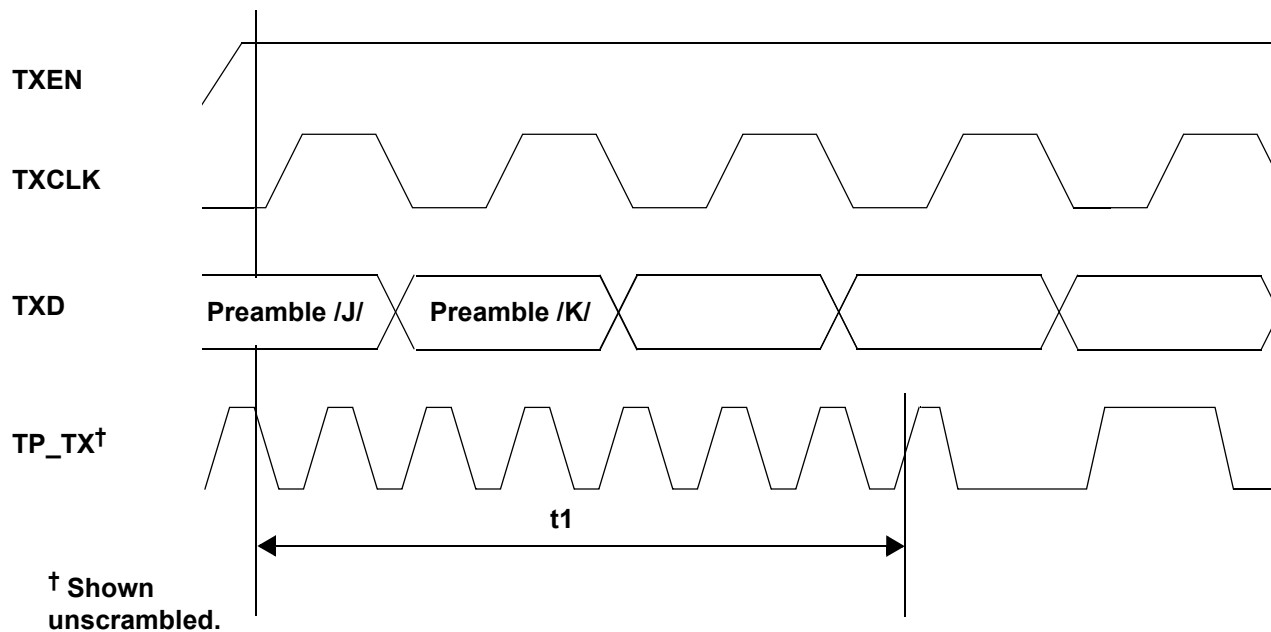 TXEN
TXCLK
TXD
Preamble /J/
Preamble /K/
TP_TX†
t1
† Shown
unscrambled.